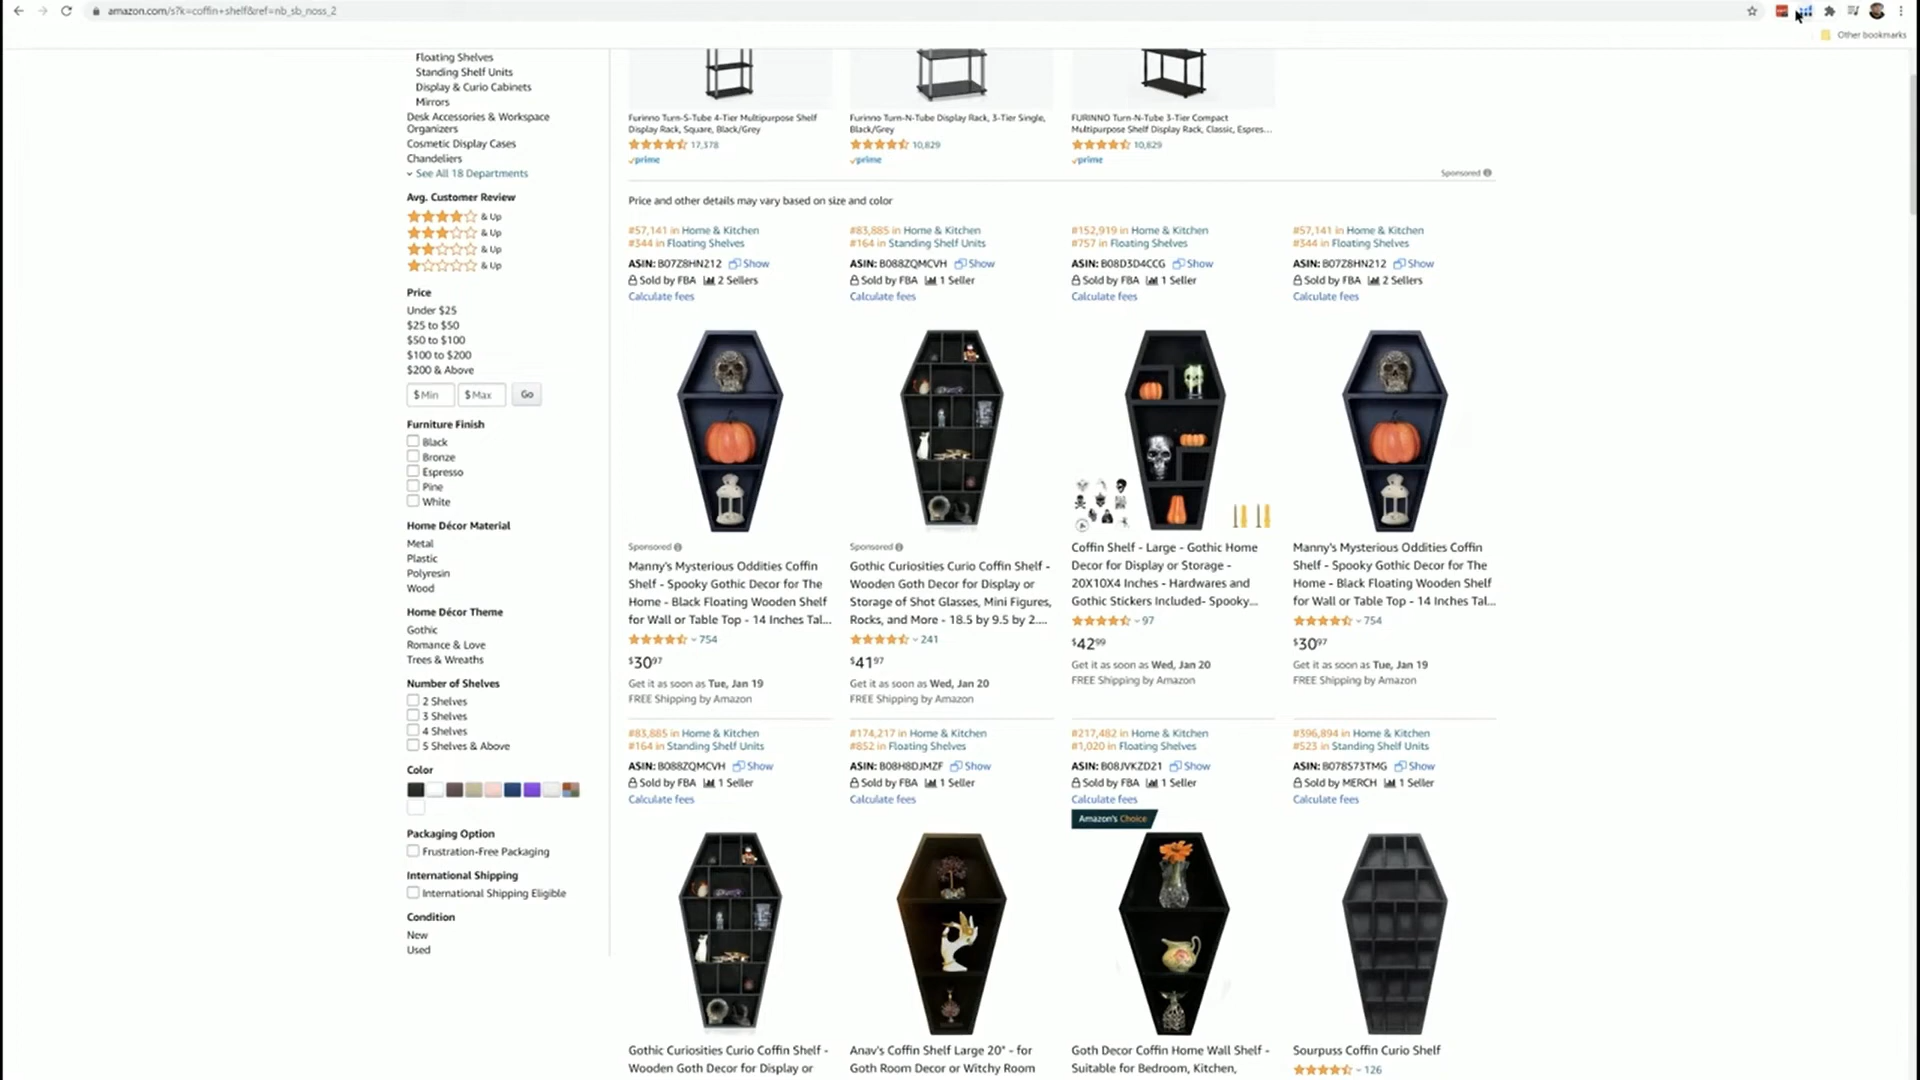 amazon.com/s?k=coffin+shelf&ref=nb_sb_noss_2
Other bookmarks
Floating Shelves
Standing Shelf Units
Display & Curio Cabinets
Mirrors
Desk Accessories & Workspace
Organizers
Cosmetic Display Cases
Chandeliers
See All 18 Departments
Avg. Customer Review
& Up
& Up
& Up
& Up
Price
Under $25
$25 to $50
$50 to $100
$100 to $200
$200 & Above
$ Min $ Max Go
Furniture Finish
Black
Bronze
Espresso
Pine
White
Home Décor Material
Metal
Plastic
Polyresin
Wood
Home Décor Theme
Gothic
Romance & Love
Trees & Wreaths
Number of Shelves
2 Shelves
3 Shelves
4 Shelves
5 Shelves & Above
Color
Packaging Option
Frustration-Free Packaging
International Shipping
International Shipping Eligible
Condition
New
Used
Furinno Turn-S-Tube 4-Tier Multipurpose Shelf
Display Rack, Square, Black/Grey
17,378
prime
Furinno Turn-N-Tube Display Rack, 3-Tier Single,
Black/Grey
10,829
prime
FURINNO Turn-N-Tube 3-Tier Compact
Multipurpose Shelf Display Rack, Classic, Espres...
10,829
prime
Sponsored
Price and other details may vary based on size and color
#57,141 in Home & Kitchen
#344 in Floating Shelves
ASIN: B07Z8HN212 Show
Sold by FBA 2 Sellers
Calculate fees
Sponsored
Manny's Mysterious Oddities Coffin
Shelf - Spooky Gothic Decor for The
Home - Black Floating Wooden Shelf
for Wall or Table Top - 14 Inches Tal...
754
$3097
Get it as soon as Tue, Jan 19
FREE Shipping by Amazon
#83,885 in Home & Kitchen
#164 in Standing Shelf Units
ASIN: B088ZQMCVH Show
Sold by FBA 1 Seller
Calculate fees
Sponsored
Gothic Curiosities Curio Coffin Shelf -
Wooden Goth Decor for Display or
Storage of Shot Glasses, Mini Figures,
Rocks, and More - 18.5 by 9.5 by 2....
241
$4197
Get it as soon as Wed, Jan 20
FREE Shipping by Amazon
#152,919 in Home & Kitchen
#757 in Floating Shelves
ASIN: B08D3D4CCG Show
Sold by FBA 1 Seller
Calculate fees
Coffin Shelf - Large - Gothic Home
Decor for Display or Storage -
20X10X4 Inches - Hardwares and
Gothic Stickers Included- Spooky...
97
$4299
Get it as soon as Wed, Jan 20
FREE Shipping by Amazon
#57,141 in Home & Kitchen
#344 in Floating Shelves
ASIN: B07Z8HN212 Show
Sold by FBA 2 Sellers
Calculate fees
Manny's Mysterious Oddities Coffin
Shelf - Spooky Gothic Decor for The
Home - Black Floating Wooden Shelf
for Wall or Table Top - 14 Inches Tal...
754
$3097
Get it as soon as Tue, Jan 19
FREE Shipping by Amazon
#83,885 in Home & Kitchen
#164 in Standing Shelf Units
ASIN: B088ZQMCVH Show
Sold by FBA 1 Seller
Calculate fees
Gothic Curiosities Curio Coffin Shelf -
Wooden Goth Decor for Display or
#174,217 in Home & Kitchen
#852 in Floating Shelves
ASIN: B08H8DJMZF Show
Sold by FBA 1 Seller
Calculate fees
Anav's Coffin Shelf Large 20" - for
Goth Room Decor or Witchy Room
#217,482 in Home & Kitchen
#1,020 in Floating Shelves
ASIN: B08JVKZD21 Show
Sold by FBA 1 Seller
Calculate fees
Amazon's Choice
Goth Decor Coffin Home Wall Shelf -
Suitable for Bedroom, Kitchen,
#396,894 in Home & Kitchen
#523 in Standing Shelf Units
ASIN: B078S73TMG Show
Sold by MERCH 1 Seller
Calculate fees
Sourpuss Coffin Curio Shelf
126